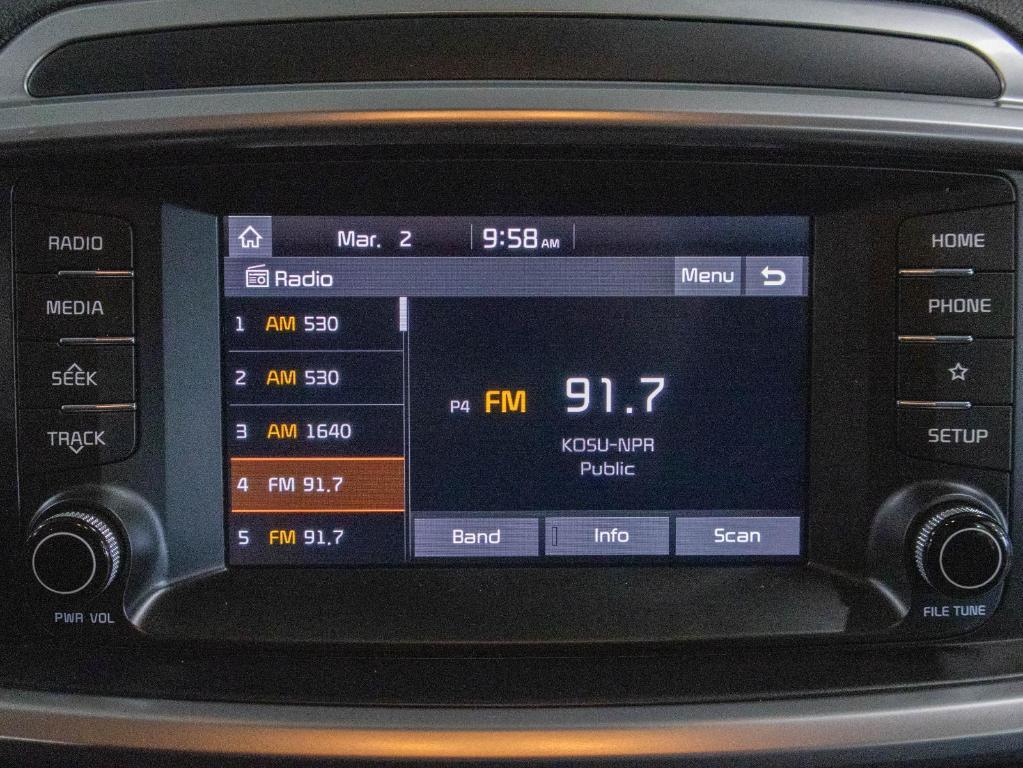 RADIO
MEDIA
SEEK
TRACK
PWR VOL
Mar. 2 9:58 AM
Radio Menu
1 AM 530
2 AM 530
3 AM 1640
4 FM 91.7
5 FM 91.7
P4 FM 91.7
KOSU-NPR
Public
Band Info Scan
HOME
PHONE
SETUP
FILE TUNE